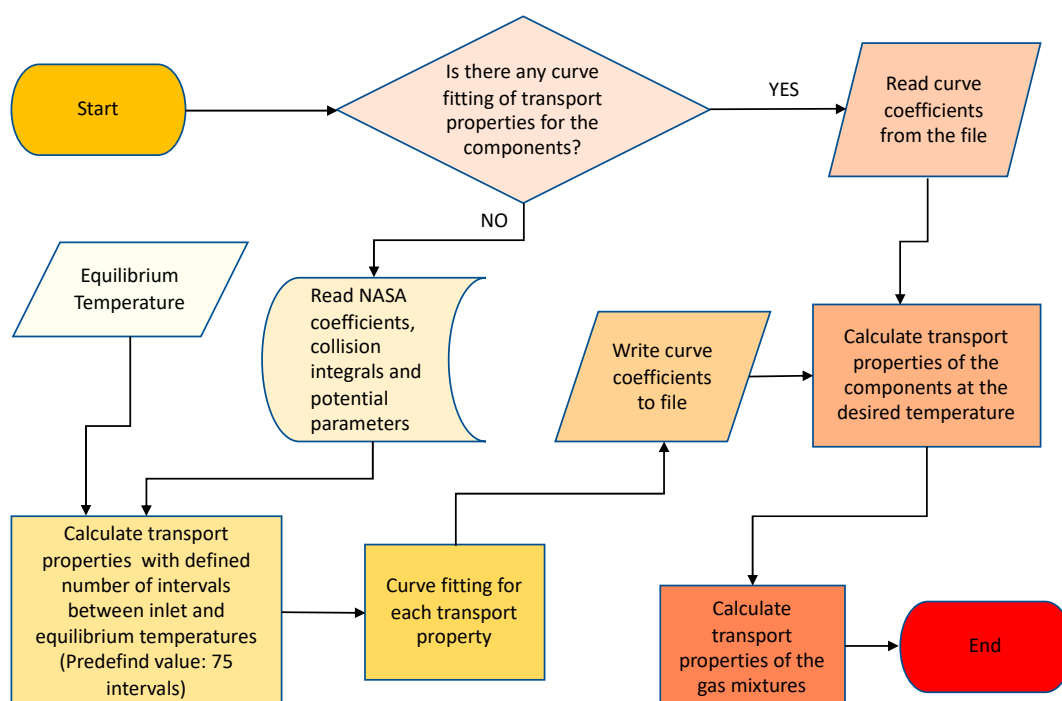 Start
Is there any curve
fitting of transport
properties for the
components?
YES
Read curve
coefficients
from the file
NO
Equilibrium
Temperature
Read NASA
coefficients,
collision
integrals and
potential
parameters
Write curve
coefficients
to file
Calculate transport
properties of the
components at the
desired temperature
Calculate transport
properties  with defined
number of intervals
between inlet and
equilibrium temperatures
(Predefind value: 75
intervals)
Curve fitting for
each transport
property
Calculate
transport
properties of the
gas mixtures
End